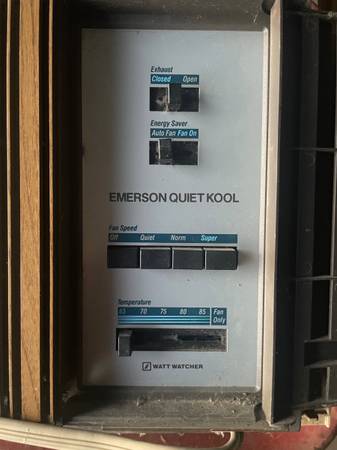 Exhaust
Closed Open
Energy Saver
Auto Fan Fan On
EMERSON QUIET KOOL
Fan Speed
Off Quiet Norm Super
Temperature
65 70 75 80 85 Fan
Only
WATT WATCHER